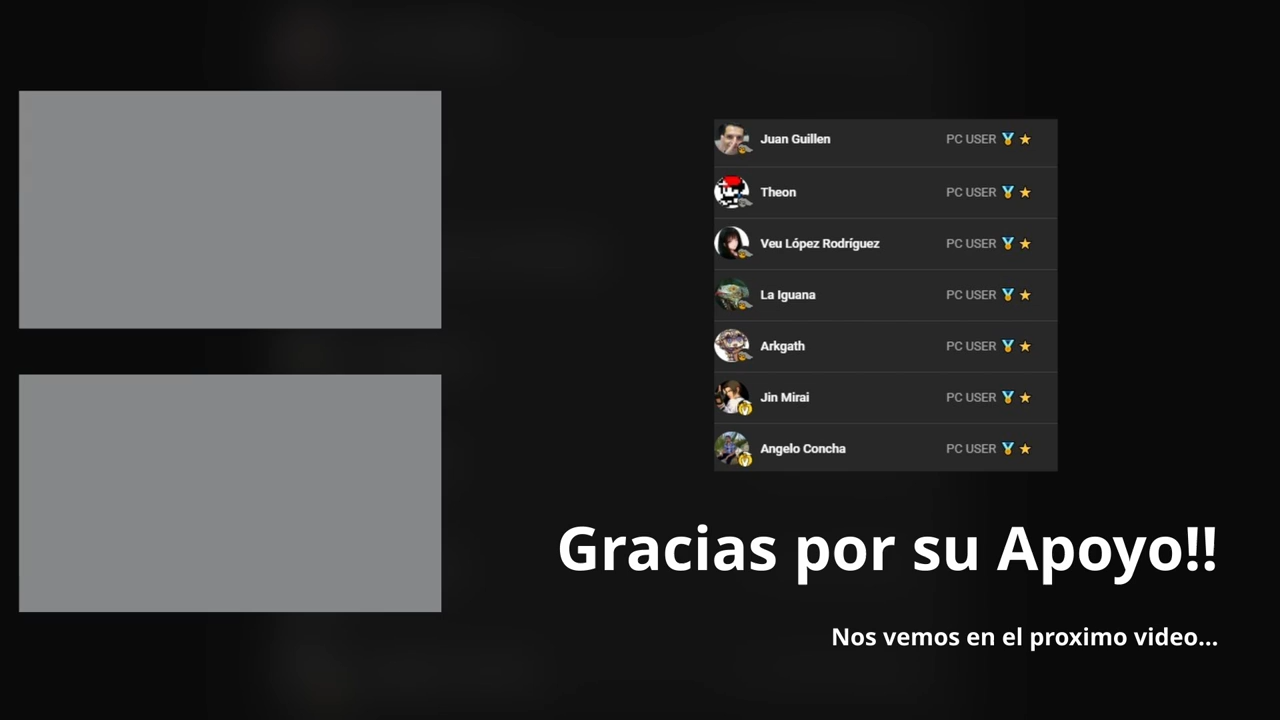 Juan Guillen PC USER 🏅 ⭐
Theon PC USER 🏅 ⭐
Veu López Rodríguez PC USER 🏅 ⭐
La Iguana PC USER 🏅 ⭐
Arkgath PC USER 🏅 ⭐
Jin Mirai PC USER 🏅 ⭐
Angelo Concha PC USER 🏅 ⭐
Gracias por su Apoyo!!
Nos vemos en el proximo video...